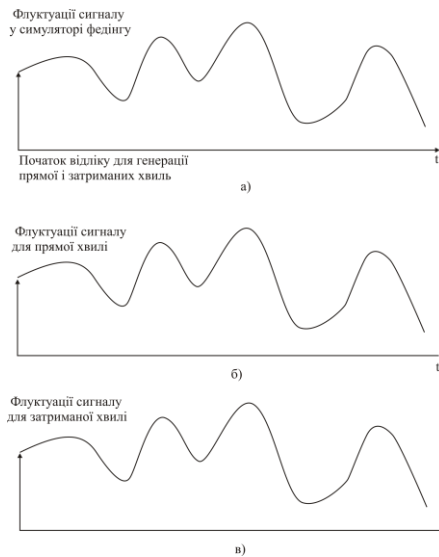 Флуктуації сигналу
у симуляторі федінгу
t
Початок відліку для генерації
прямої і затриманих хвиль
а)
Флуктуації сигналу
для прямої хвилі
t
б)
Флуктуації сигналу
для затриманої хвилі
в)